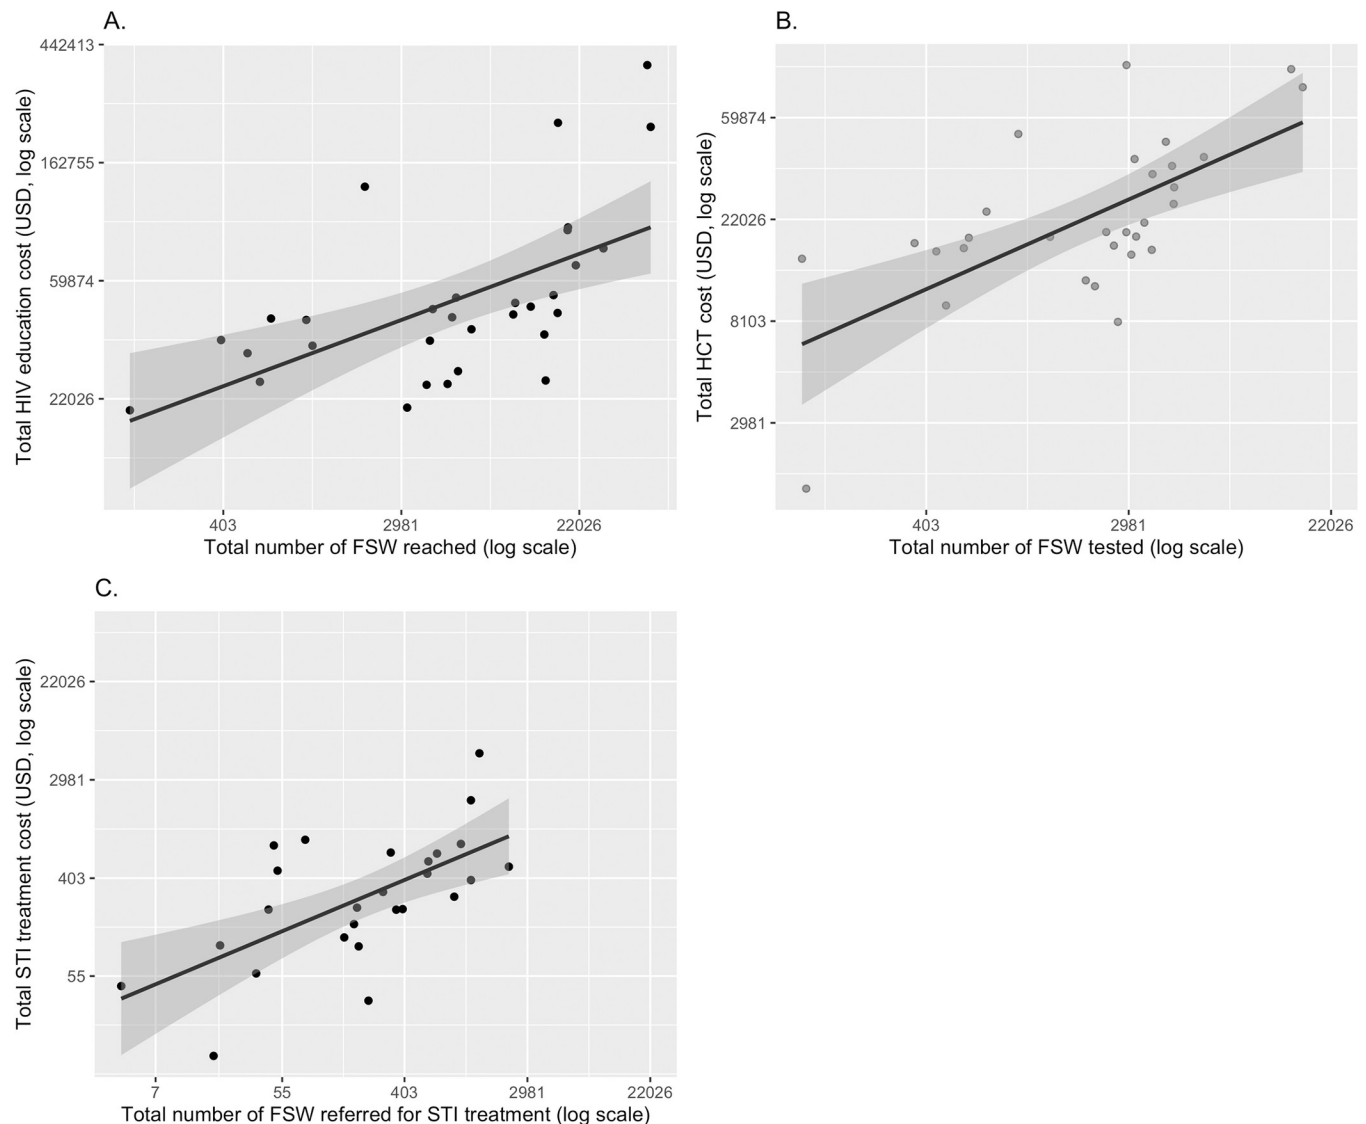 A.
Total HIV education cost (USD, log scale)
442413
162755
59874
22026
403 2981 22026
Total number of FSW reached (log scale)
B.
Total HCT cost (USD, log scale)
59874
22026
8103
2981
403 2981 22026
Total number of FSW tested (log scale)
C.
Total STI treatment cost (USD, log scale)
22026
2981
403
55
7 55 403 2981 22026
Total number of FSW referred for STI treatment (log scale)